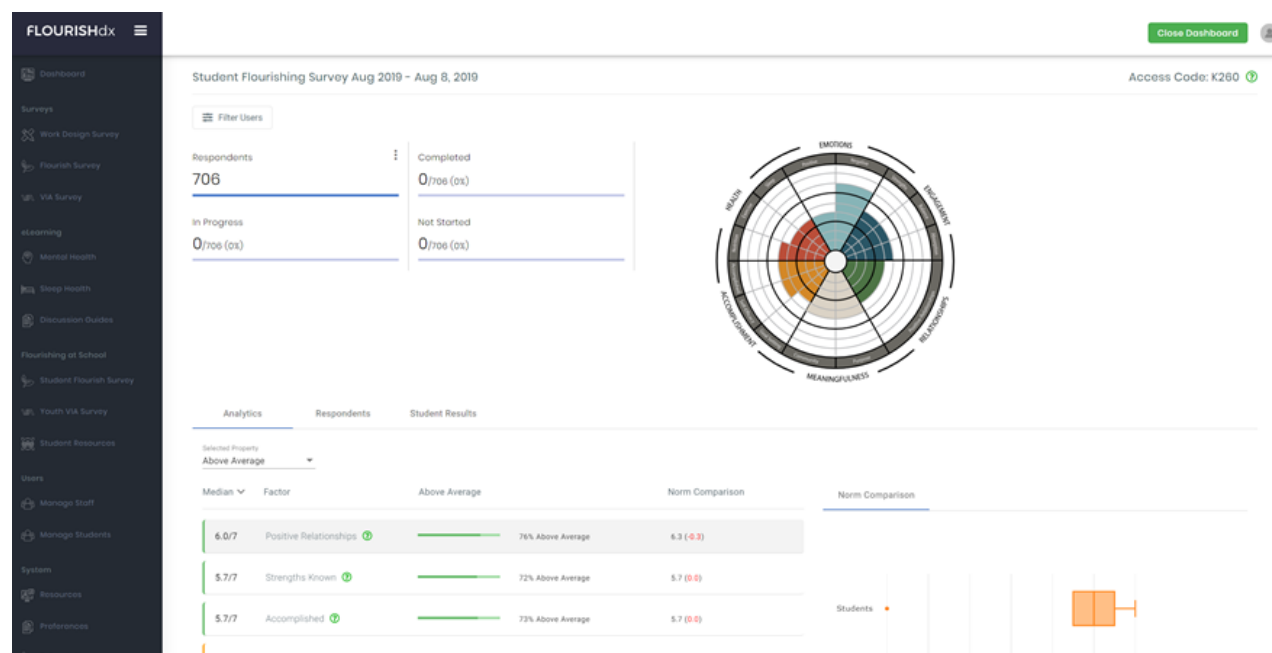 FLOURISHdx
Close Dashboard
Dashboard
Surveys
Work Design Survey
Flourish Survey
VIA Survey
eLearning
Mental Health
Sleep Health
Discussion Guides
Flourishing at School
Student Flourish Survey
Youth VIA Survey
Student Resources
Users
Manage Staff
Manage Students
System
Resources
Preferences
Student Flourishing Survey Aug 2019 - Aug 8, 2019
Access Code: K260
Filter Users
Respondents
706
Completed
0/706 (0%)
In Progress
0/706 (0%)
Not Started
0/706 (0%)
EMOTIONS
ENGAGEMENT
RELATIONSHIPS
MEANINGFULNESS
ACCOMPLISHMENT
HEALTH
Positive
Negative
Community
Purpose
Analytics Respondents Student Results
Selected Property
Above Average
Median Factor Above Average Norm Comparison
6.0/7 Positive Relationships 76% Above Average 6.3 (-0.3)
5.7/7 Strengths Known 72% Above Average 5.7 (0.0)
5.7/7 Accomplished 73% Above Average 5.7 (0.0)
Norm Comparison
Students